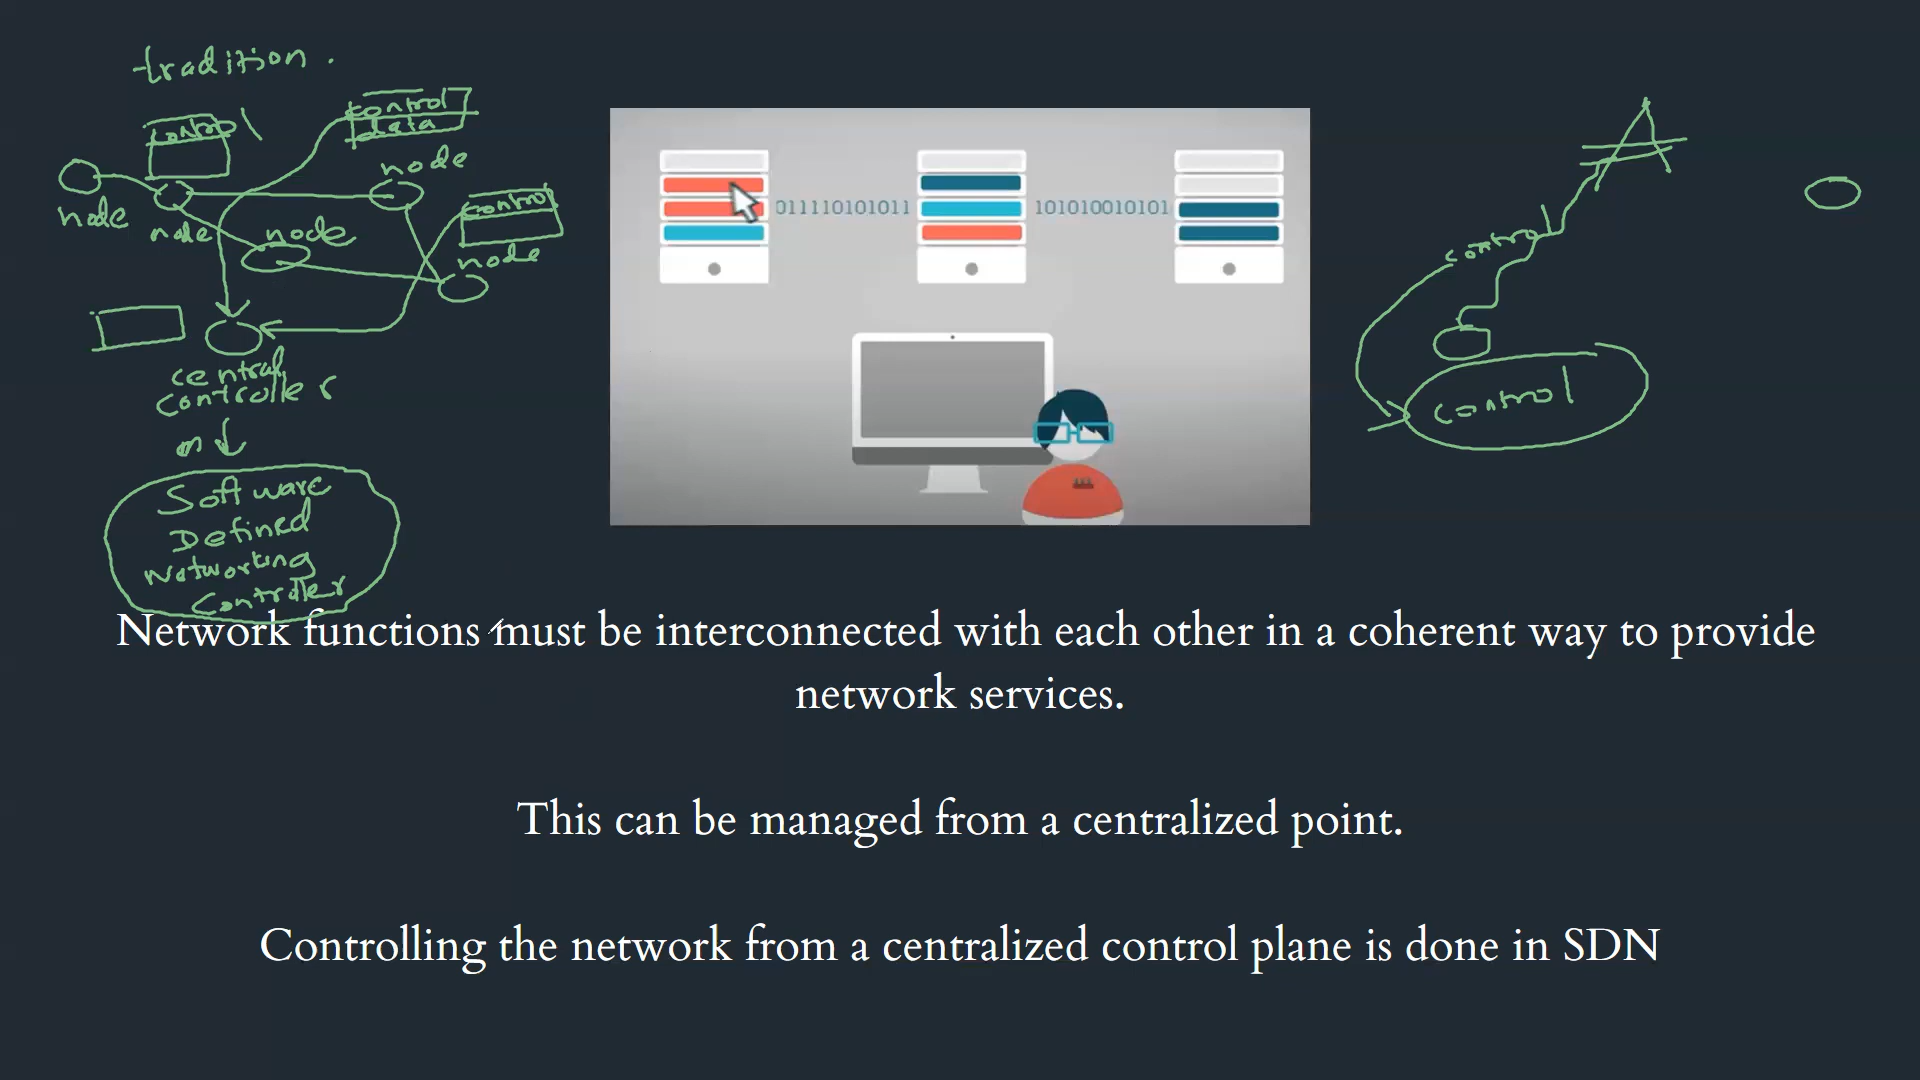 tradition.
control
control
data
node
control
node
node
node
node
central
controller
Software
Defined
Networking
Controller
011110101011
101010010101
control
control
Network functions must be interconnected with each other in a coherent way to provide
network services.
This can be managed from a centralized point.
Controlling the network from a centralized control plane is done in SDN